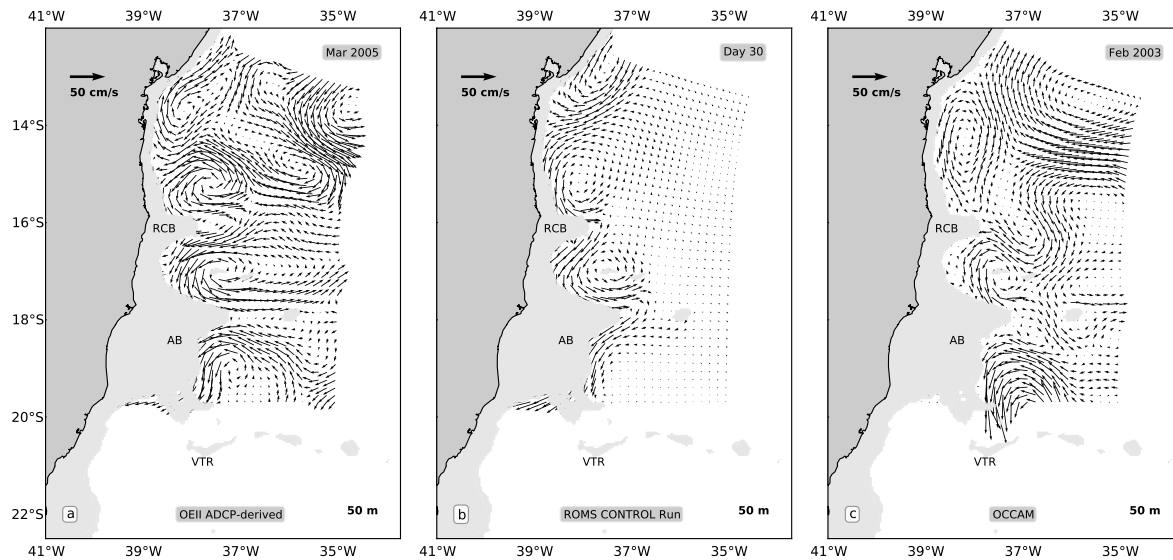 41°W 39°W 37°W 35°W 41°W 39°W 37°W 35°W 41°W 39°W 37°W 35°W
Mar 2005 Day 30 Feb 2003
50 cm/s 50 cm/s 50 cm/s
14°S
16°S
RCB RCB RCB
18°S
AB AB AB
20°S
VTR VTR VTR
22°S
a OEII ADCP-derived 50 m b ROMS CONTROL Run 50 m c OCCAM 50 m
41°W 39°W 37°W 35°W 41°W 39°W 37°W 35°W 41°W 39°W 37°W 35°W